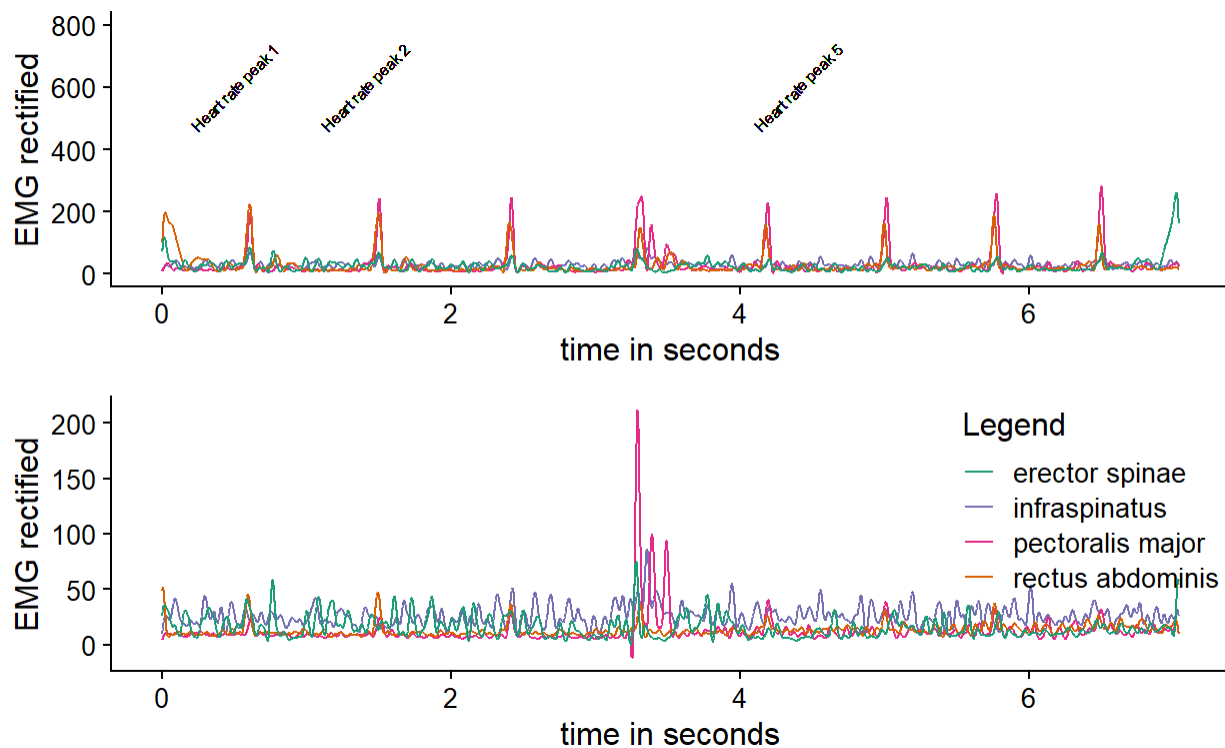 800
600
400
200
0
EMG rectified
Heart rate peak 1
Heart rate peak 2
Heart rate peak 5
0 2 4 6
time in seconds
200
150
100
50
0
EMG rectified
Legend
erector spinae
infraspinatus
pectoralis major
rectus abdominis
0 2 4 6
time in seconds